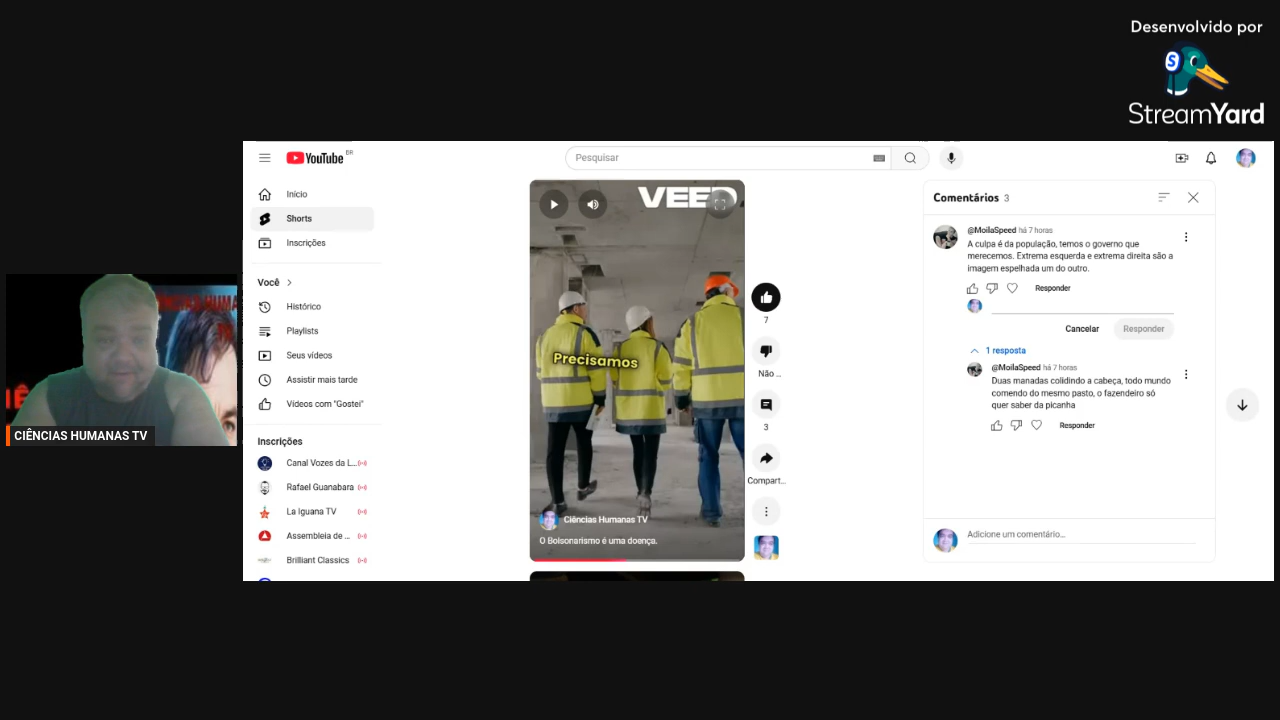 Desenvolvido por
S
StreamYard
YouTube BR
Pesquisar
Início
Shorts
Inscrições
Você
Histórico
Playlists
Seus vídeos
Assistir mais tarde
Vídeos com "Gostei"
Inscrições
Canal Vozes da L...
Rafael Guanabara
La Iguana TV
Assembleia de ...
Brilliant Classics
CIÊNCIAS HUMANAS TV
VEED
Precisamos
Ciências Humanas TV
O Bolsonarismo é uma doença.
7
Não ...
3
Compart...
Comentários 3
@MoilaSpeed há 7 horas
A culpa é da população, temos o governo que
merecemos. Extrema esquerda e extrema direita são a
imagem espelhada um do outro.
Responder
Cancelar
Responder
1 resposta
@MoilaSpeed há 7 horas
Duas manadas colidindo a cabeça, todo mundo
comendo do mesmo pasto, o fazendeiro só
quer saber da picanha
Responder
Adicione um comentário...